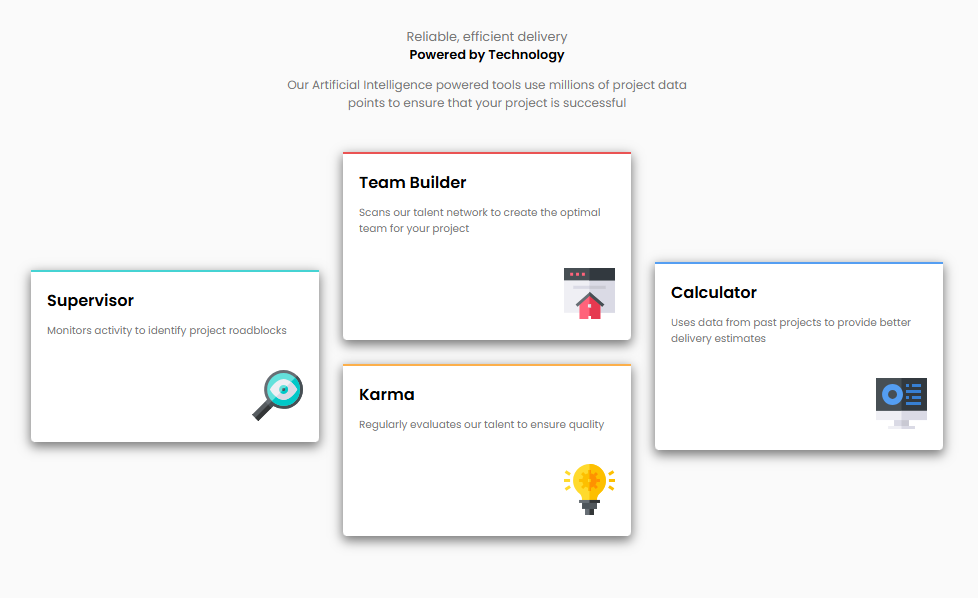 Reliable, efficient delivery
Powered by Technology
Our Artificial Intelligence powered tools use millions of project data
points to ensure that your project is successful
Supervisor
Monitors activity to identify project roadblocks
Team Builder
Scans our talent network to create the optimal
team for your project
Karma
Regularly evaluates our talent to ensure quality
Calculator
Uses data from past projects to provide better
delivery estimates